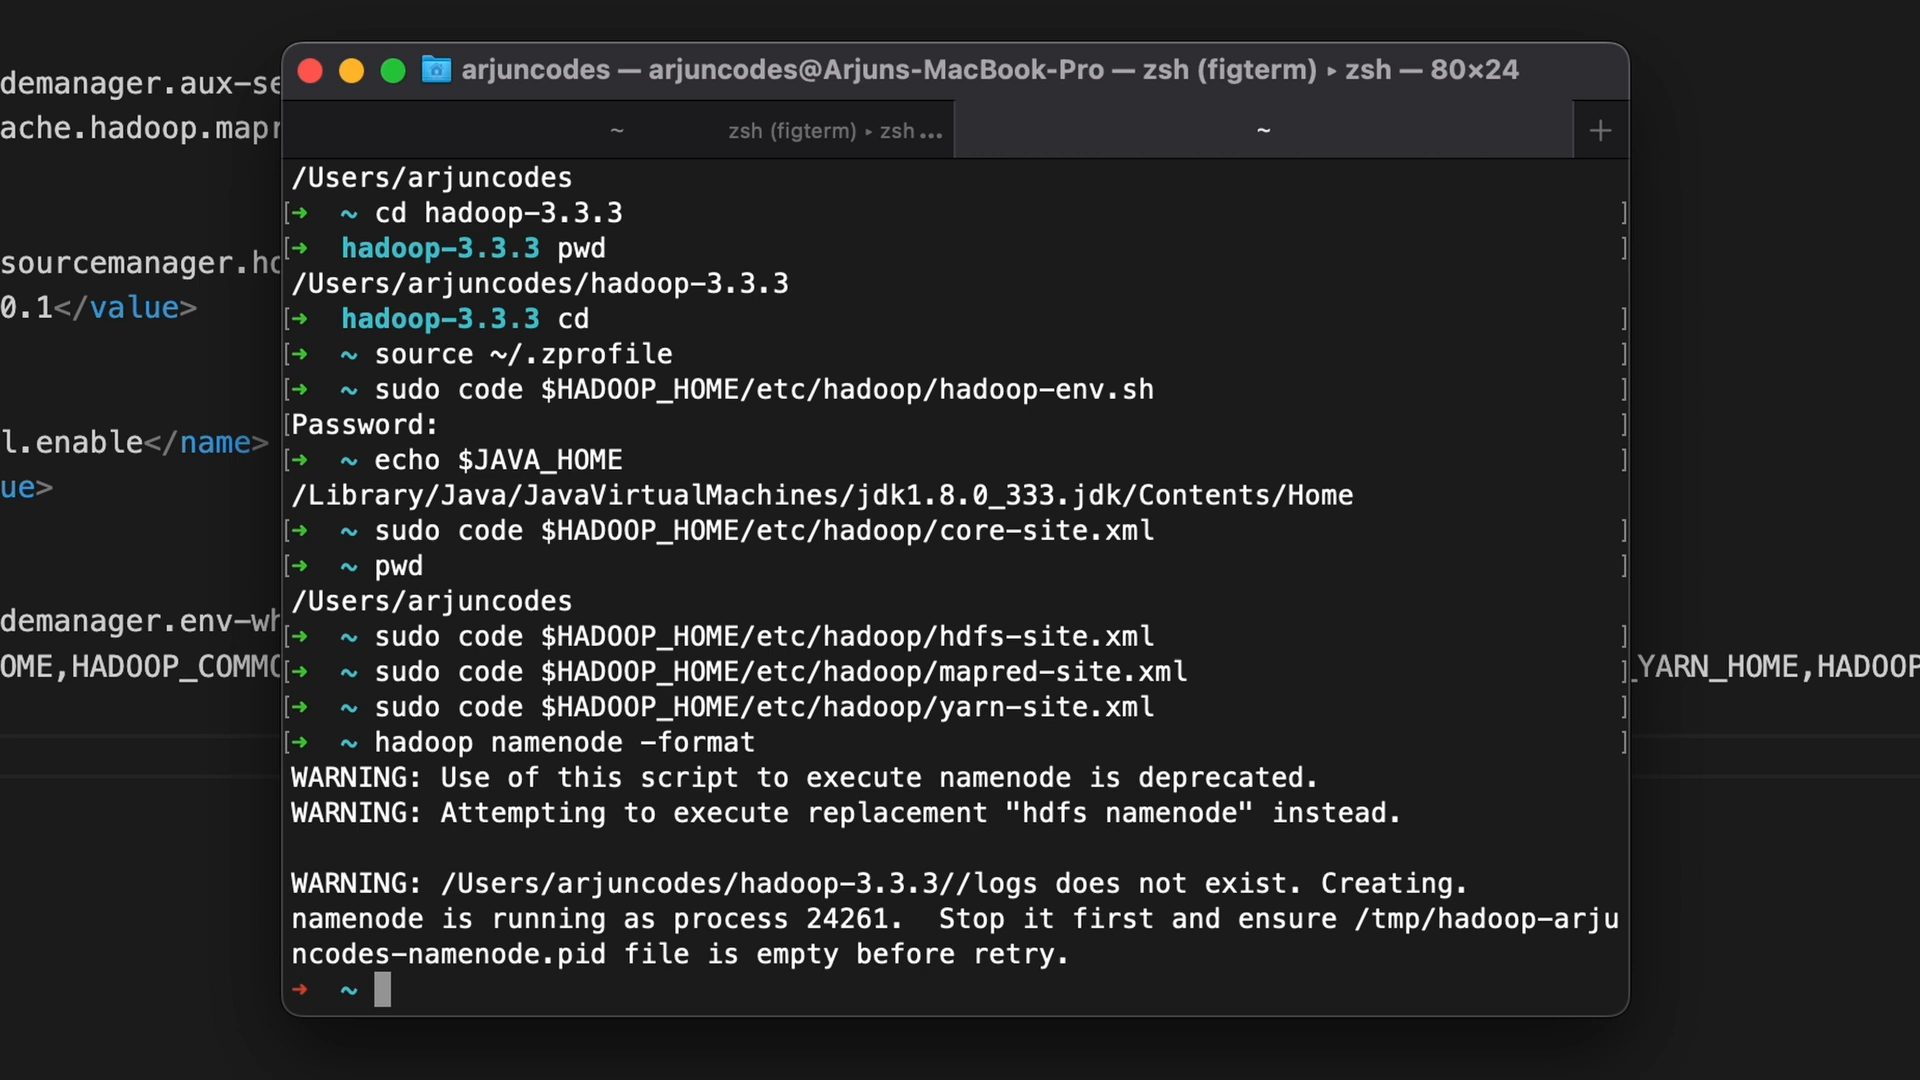 arjuncodes — arjuncodes@Arjuns-MacBook-Pro — zsh (figterm) ▸ zsh — 80×24
~ zsh (figterm) ▸ zsh... ~ +
/Users/arjuncodes
[➜ ~ cd hadoop-3.3.3 ]
[➜ hadoop-3.3.3 pwd ]
/Users/arjuncodes/hadoop-3.3.3
[➜ hadoop-3.3.3 cd ]
[➜ ~ source ~/.zprofile ]
[➜ ~ sudo code $HADOOP_HOME/etc/hadoop/hadoop-env.sh ]
[Password: ]
[➜ ~ echo $JAVA_HOME ]
/Library/Java/JavaVirtualMachines/jdk1.8.0_333.jdk/Contents/Home
[➜ ~ sudo code $HADOOP_HOME/etc/hadoop/core-site.xml ]
[➜ ~ pwd ]
/Users/arjuncodes
[➜ ~ sudo code $HADOOP_HOME/etc/hadoop/hdfs-site.xml ]
[➜ ~ sudo code $HADOOP_HOME/etc/hadoop/mapred-site.xml ]
[➜ ~ sudo code $HADOOP_HOME/etc/hadoop/yarn-site.xml ]
[➜ ~ hadoop namenode -format ]
WARNING: Use of this script to execute namenode is deprecated.
WARNING: Attempting to execute replacement "hdfs namenode" instead.
WARNING: /Users/arjuncodes/hadoop-3.3.3//logs does not exist. Creating.
namenode is running as process 24261.  Stop it first and ensure /tmp/hadoop-arju
ncodes-namenode.pid file is empty before retry.
➜ ~
demanager.aux-se
ache.hadoop.mapr
sourcemanager.ho
0.1</value>
l.enable</name>
ue>
demanager.env-wh
OME,HADOOP_COMMO
_YARN_HOME,HADOOP